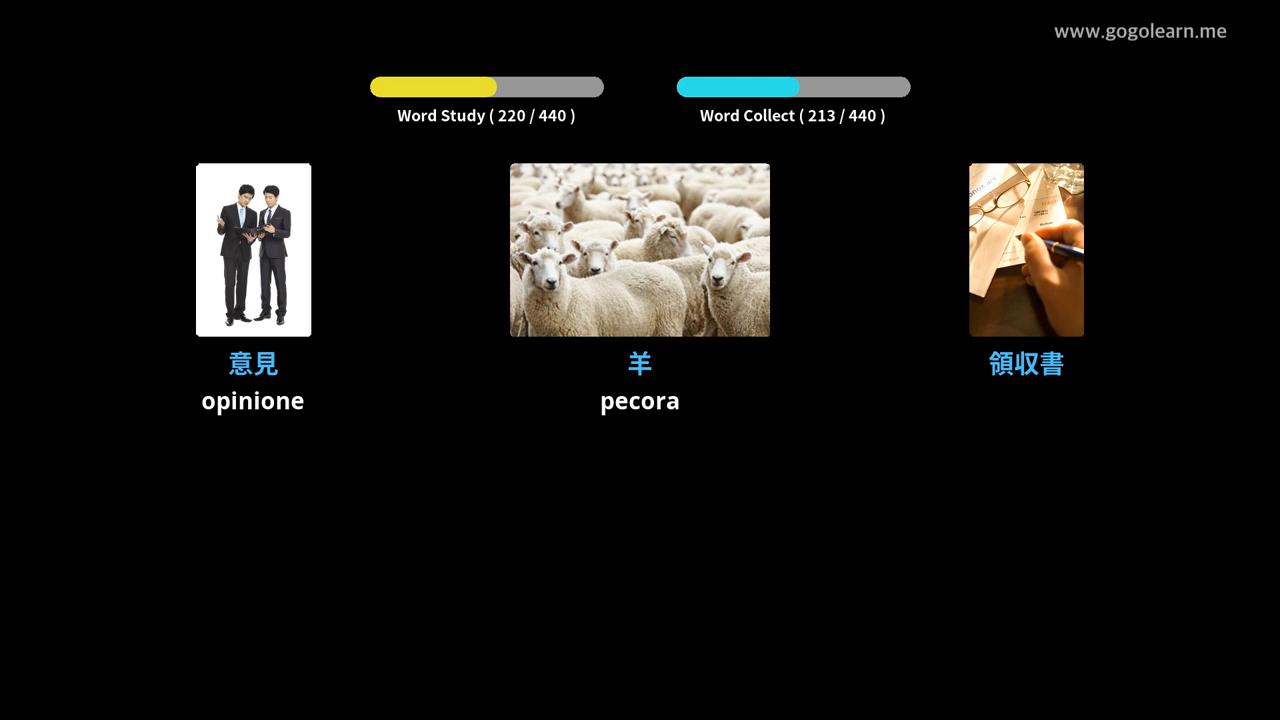 www.gogolearn.me
Word Study ( 220 / 440 )
Word Collect ( 213 / 440 )
意見
opinione
羊
pecora
領収書